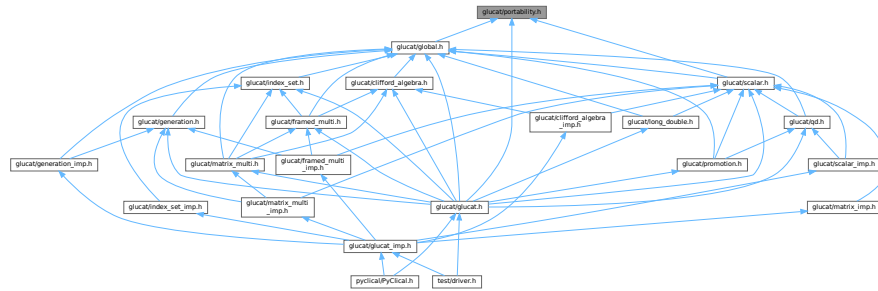 glucat/portability.h
glucat/global.h
glucat/index_set.h
glucat/clifford_algebra.h
glucat/scalar.h
glucat/generation.h
glucat/framed_multi.h
glucat/clifford_algebra
_imp.h
glucat/long_double.h
glucat/qd.h
glucat/generation_imp.h
glucat/matrix_multi.h
glucat/framed_multi
_imp.h
glucat/promotion.h
glucat/scalar_imp.h
glucat/index_set_imp.h
glucat/matrix_multi
_imp.h
glucat/glucat.h
glucat/matrix_imp.h
glucat/glucat_imp.h
pyclical/PyClical.h
test/driver.h